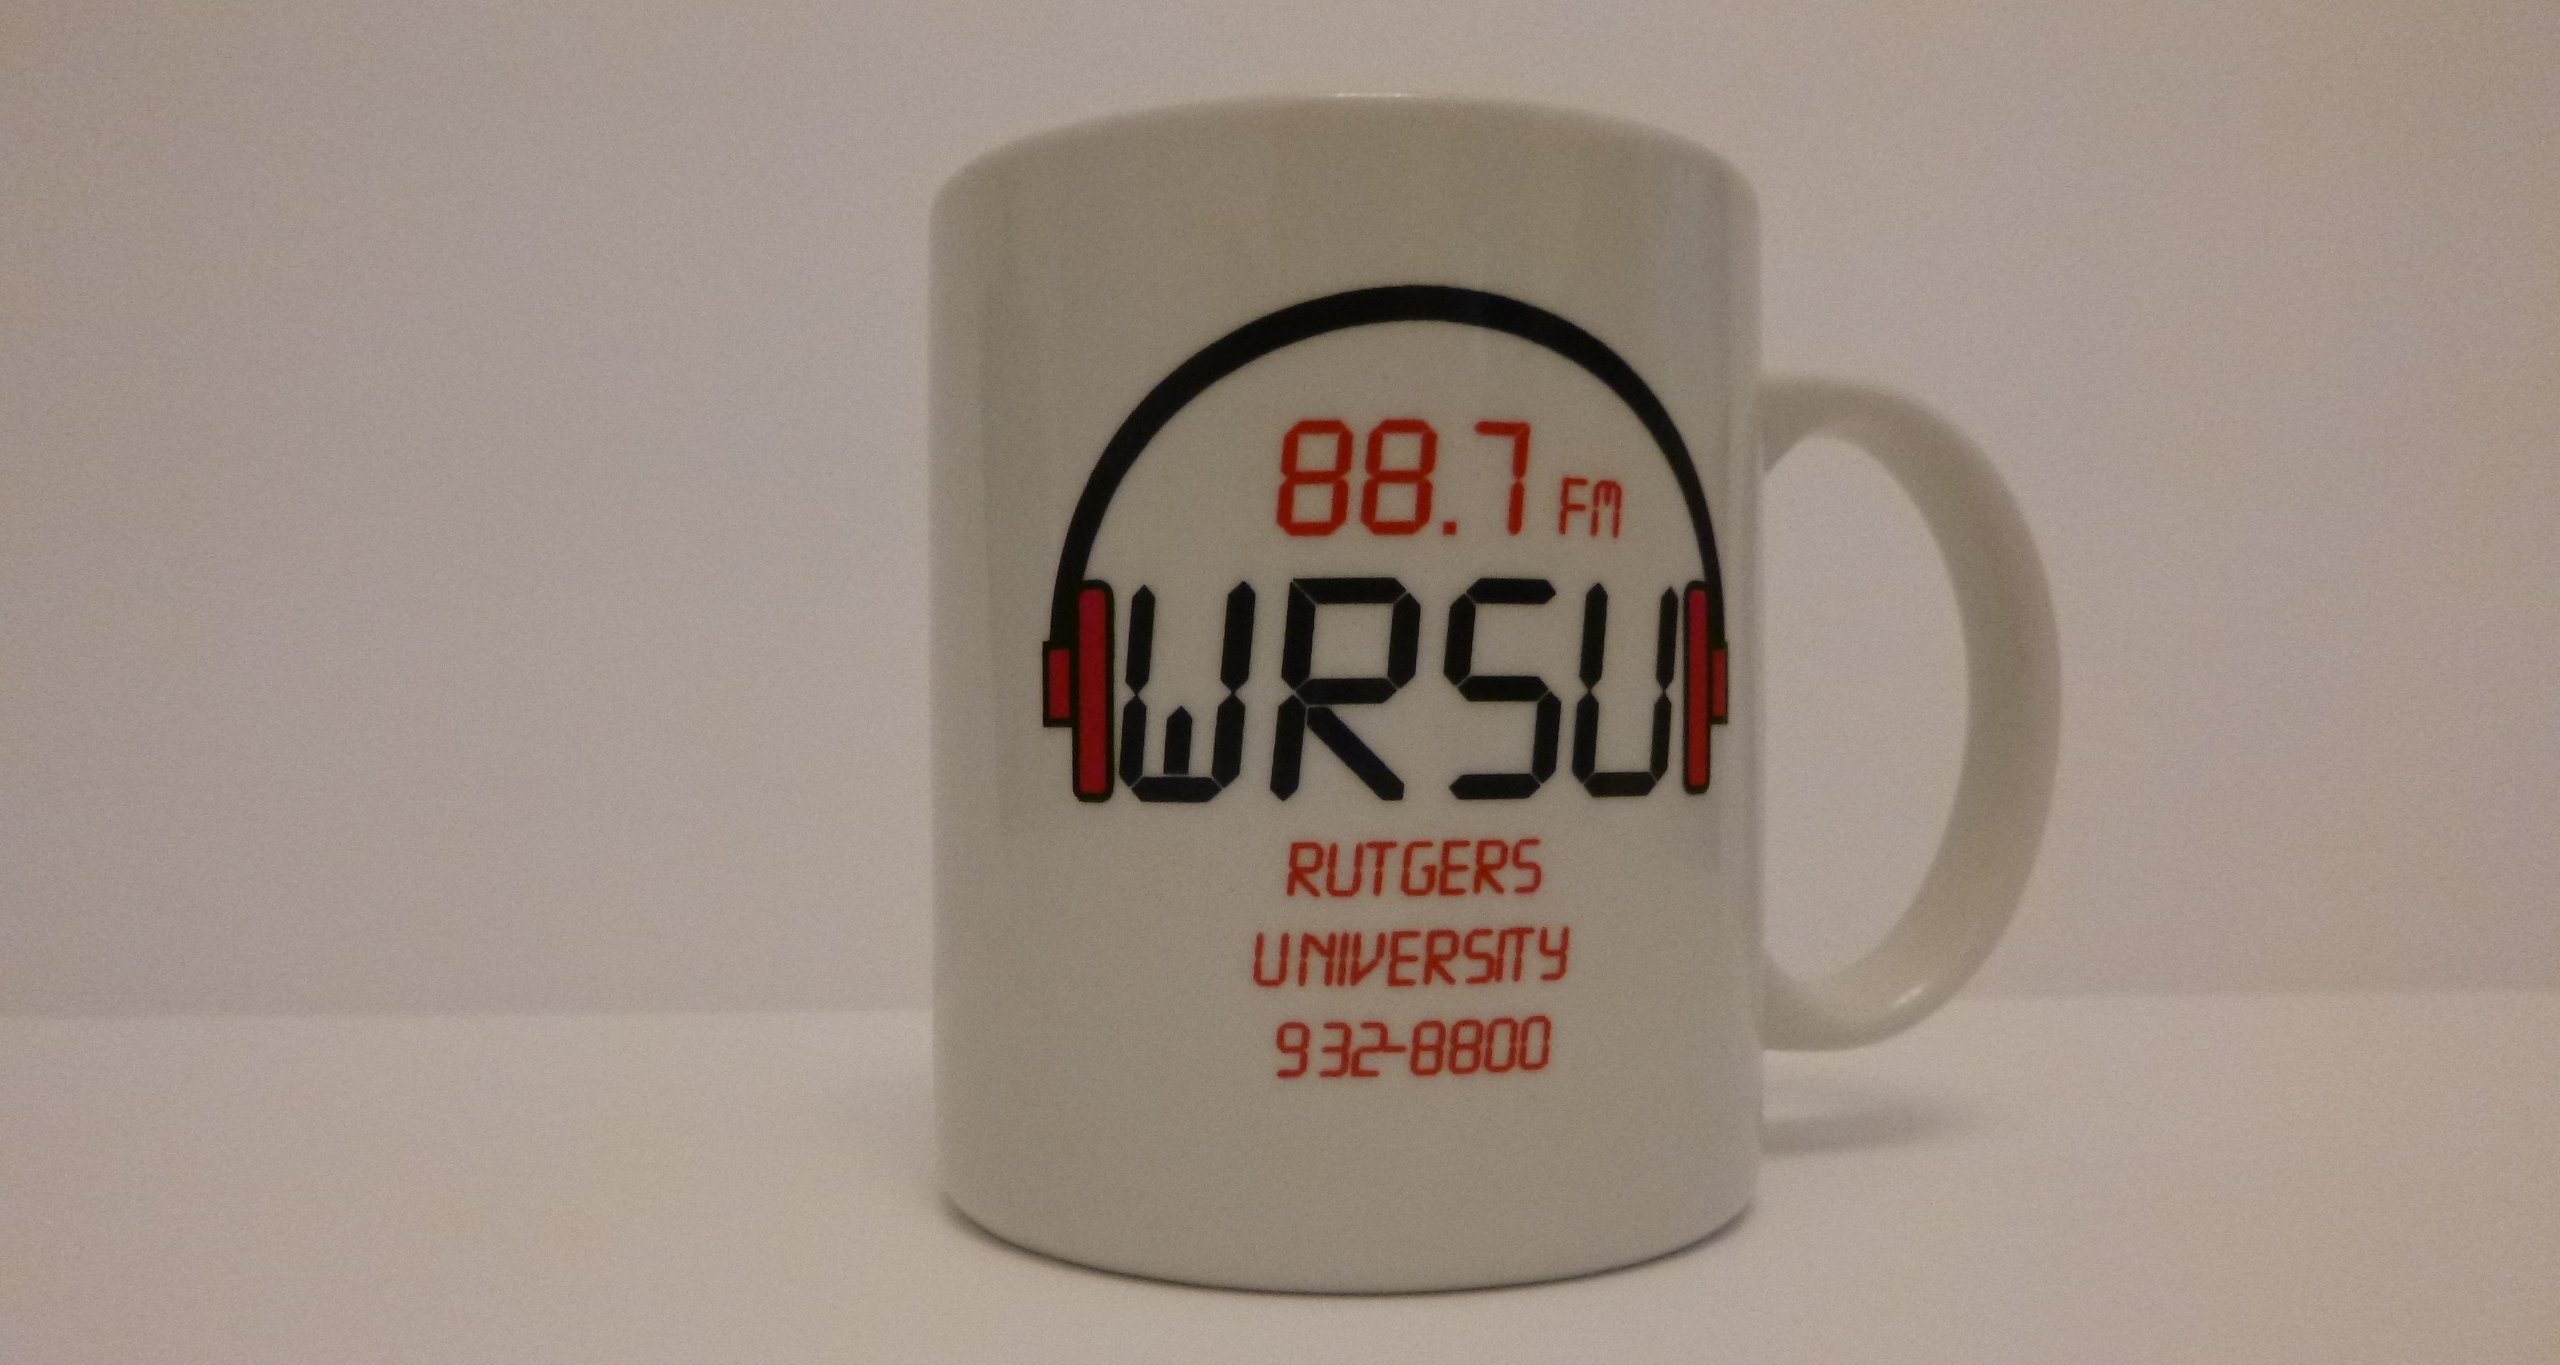 88.7 FM
WRSU
RUTGERS
UNIVERSITY
932-8800